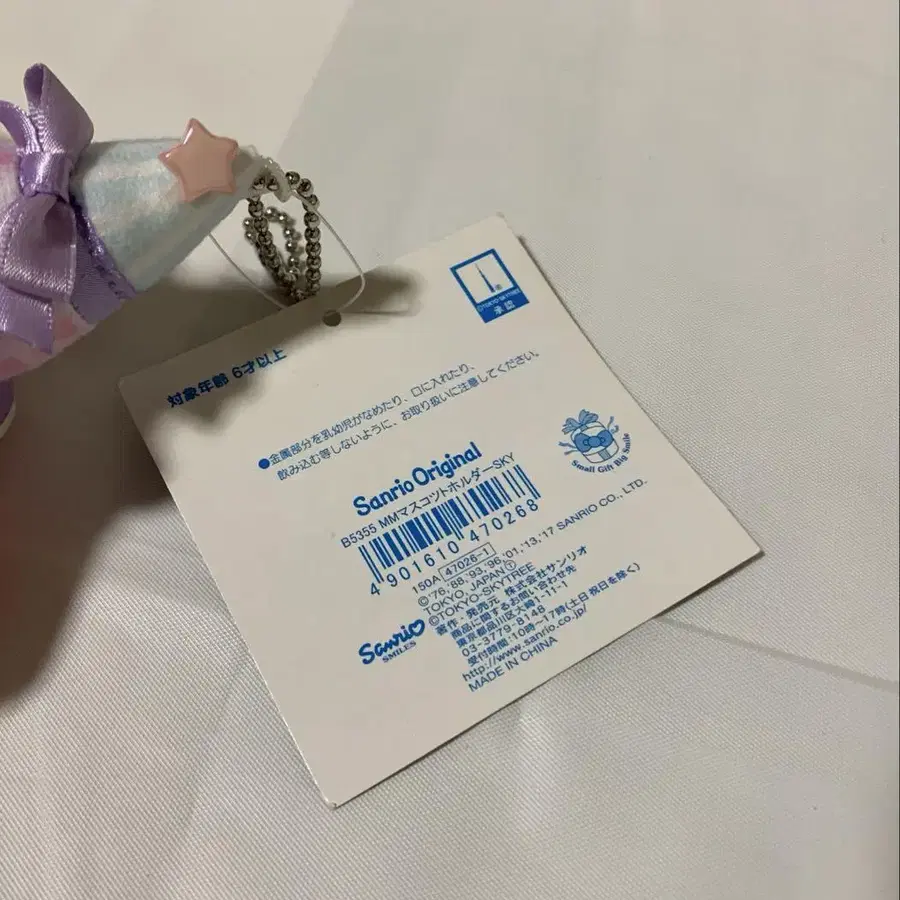 ©TOKYO-SKYTREE
承認
対象年齢 6才以上
●金属部分を乳幼児がなめたり、口に入れたり、
飲み込む等しないように、お取り扱いに注意してください。
Small Gift Big Smile
Sanrio Original
B5355 MMマスコットホルダーSKY
4 901610 470268
150A 47026-1
©'76,'88,'93,'96,'01,'13,'17 SANRIO CO., LTD.
TOKYO, JAPAN Ⓣ
©TOKYO-SKYTREE
著作・発売元 株式会社サンリオ
商品に関するお問い合わせ先
東京都品川区大崎1-11-1
03-3779-8148
受付時間:10時〜17時(土日祝日を除く)
http://www.sanrio.co.jp/
MADE IN CHINA
Sanrio
SMILES